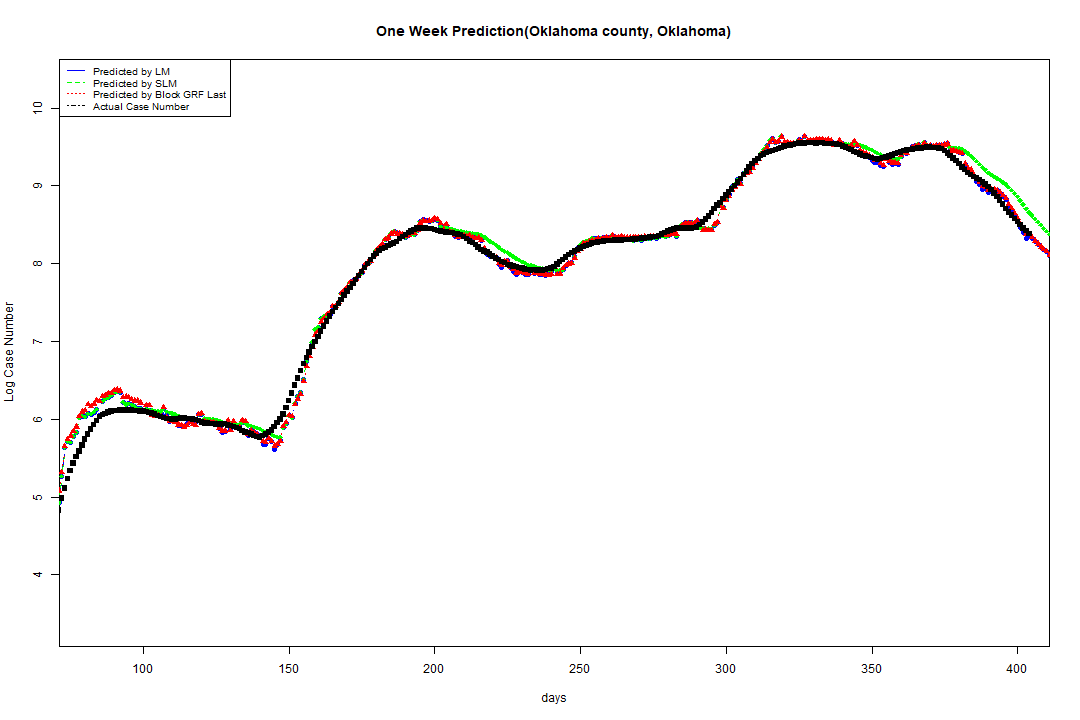 One Week Prediction(Oklahoma county, Oklahoma)
Predicted by LM
Predicted by SLM
Predicted by Block GRF Last
Actual Case Number
10
9
8
7
6
5
4
Log Case Number
100 150 200 250 300 350 400
days